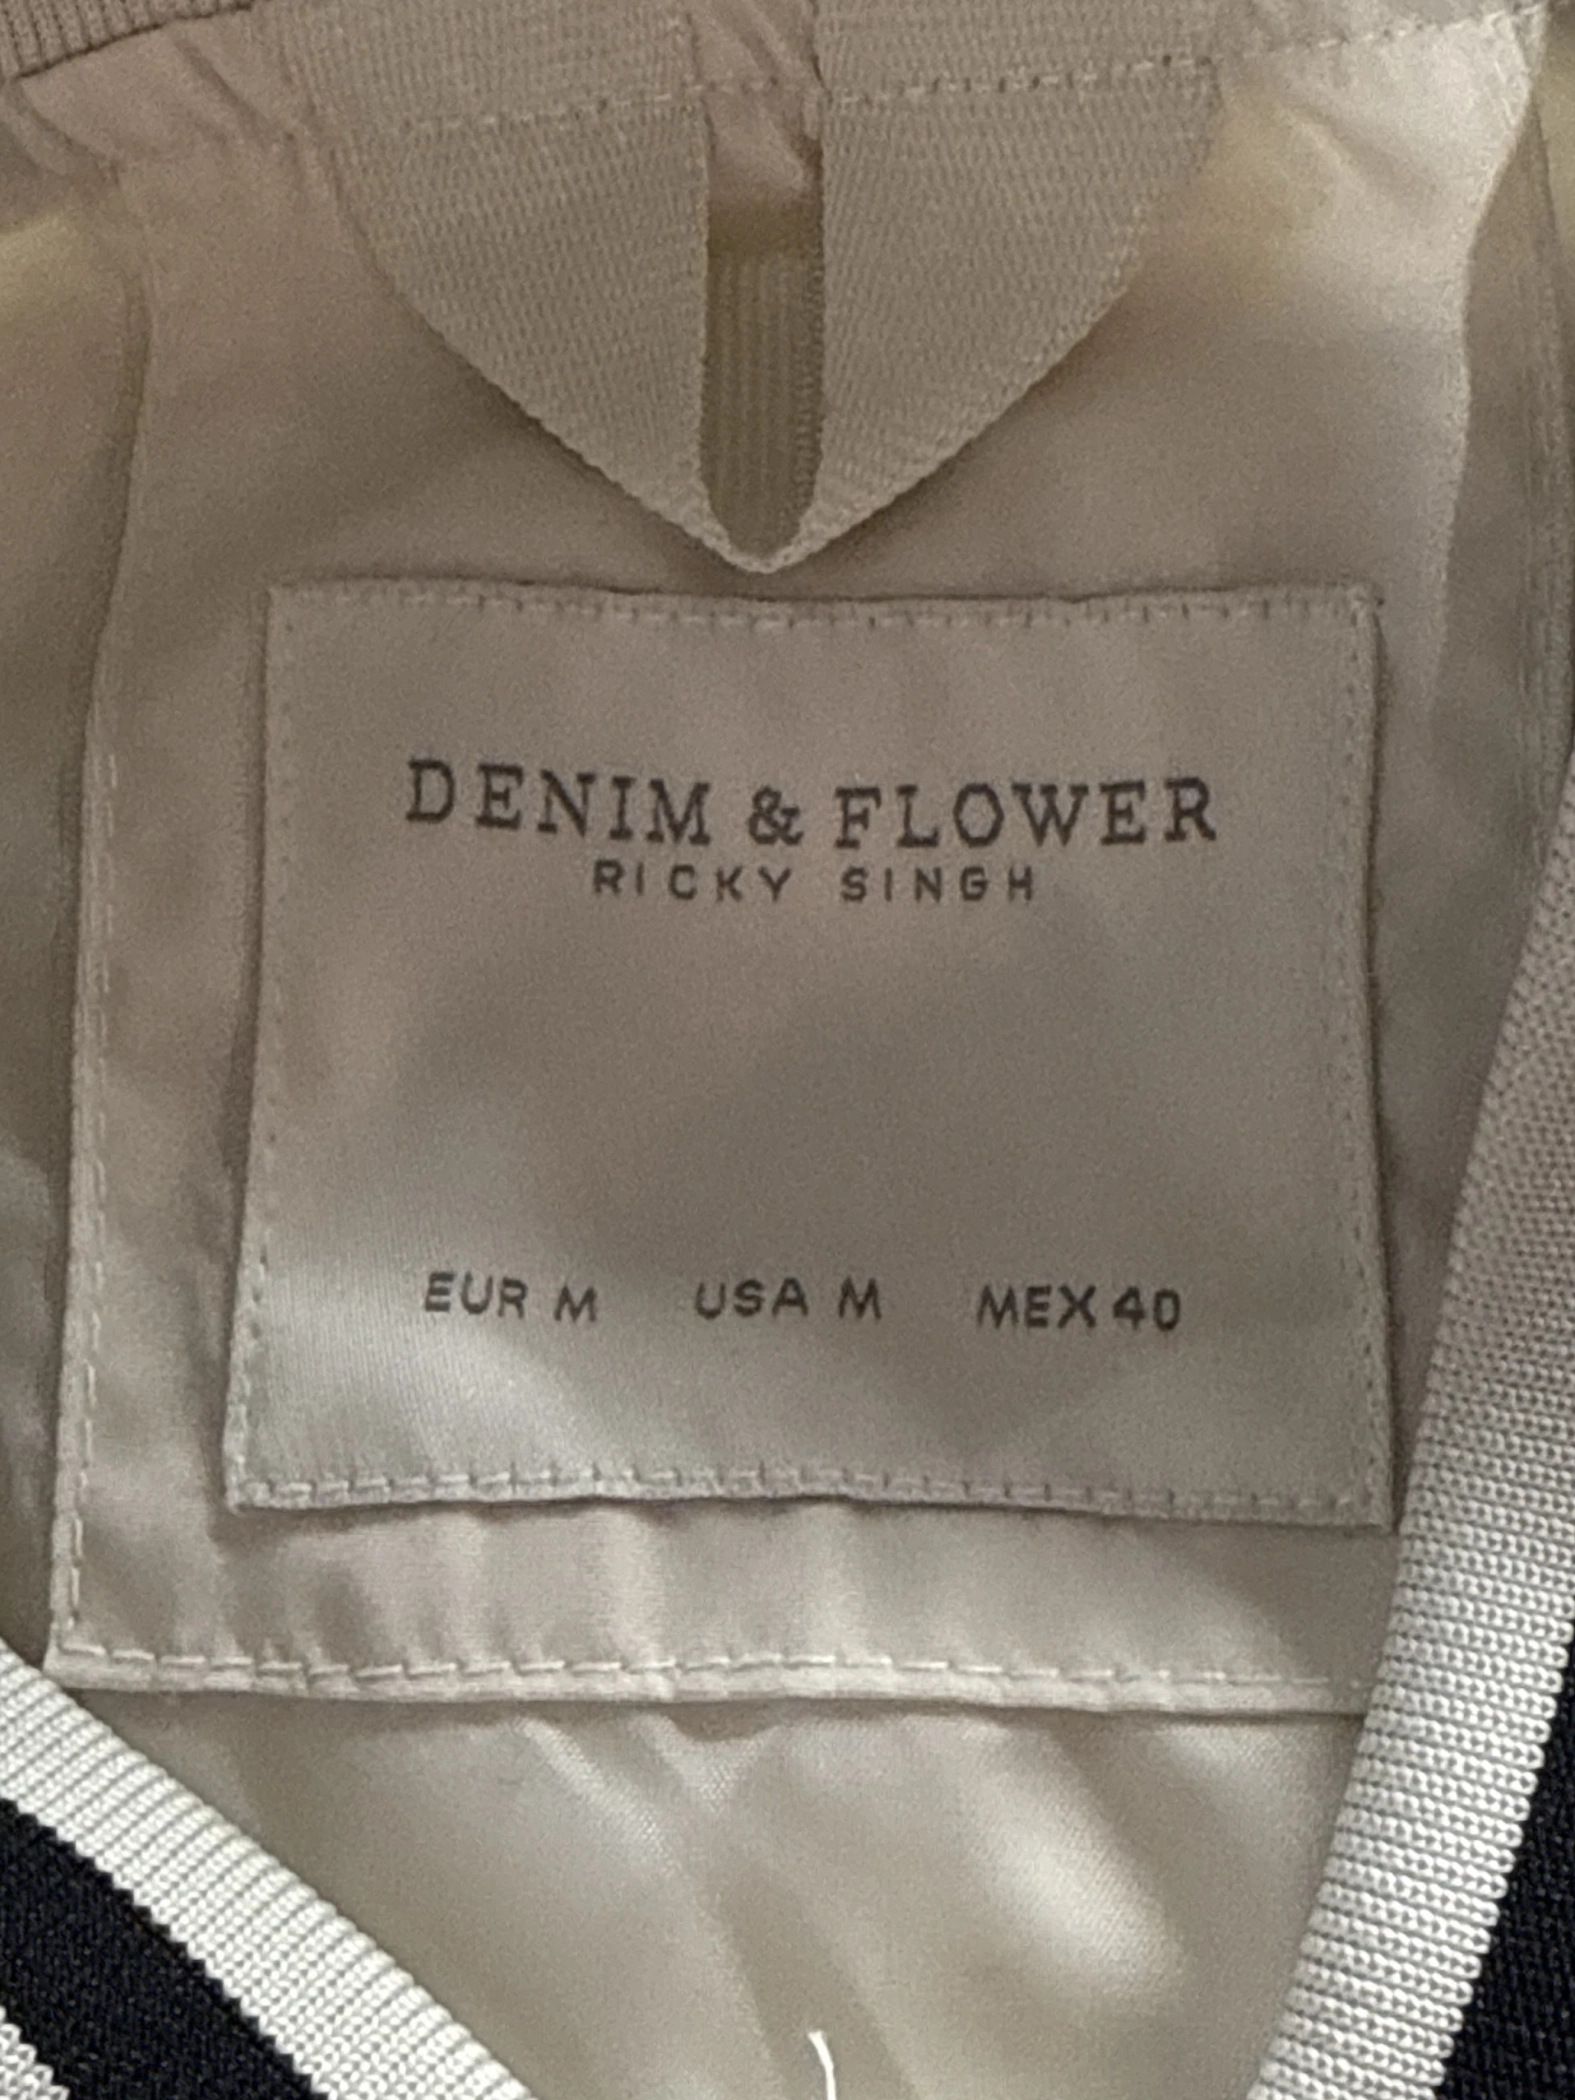 DENIM & FLOWER
RICKY SINGH
EUR M USA M MEX 40